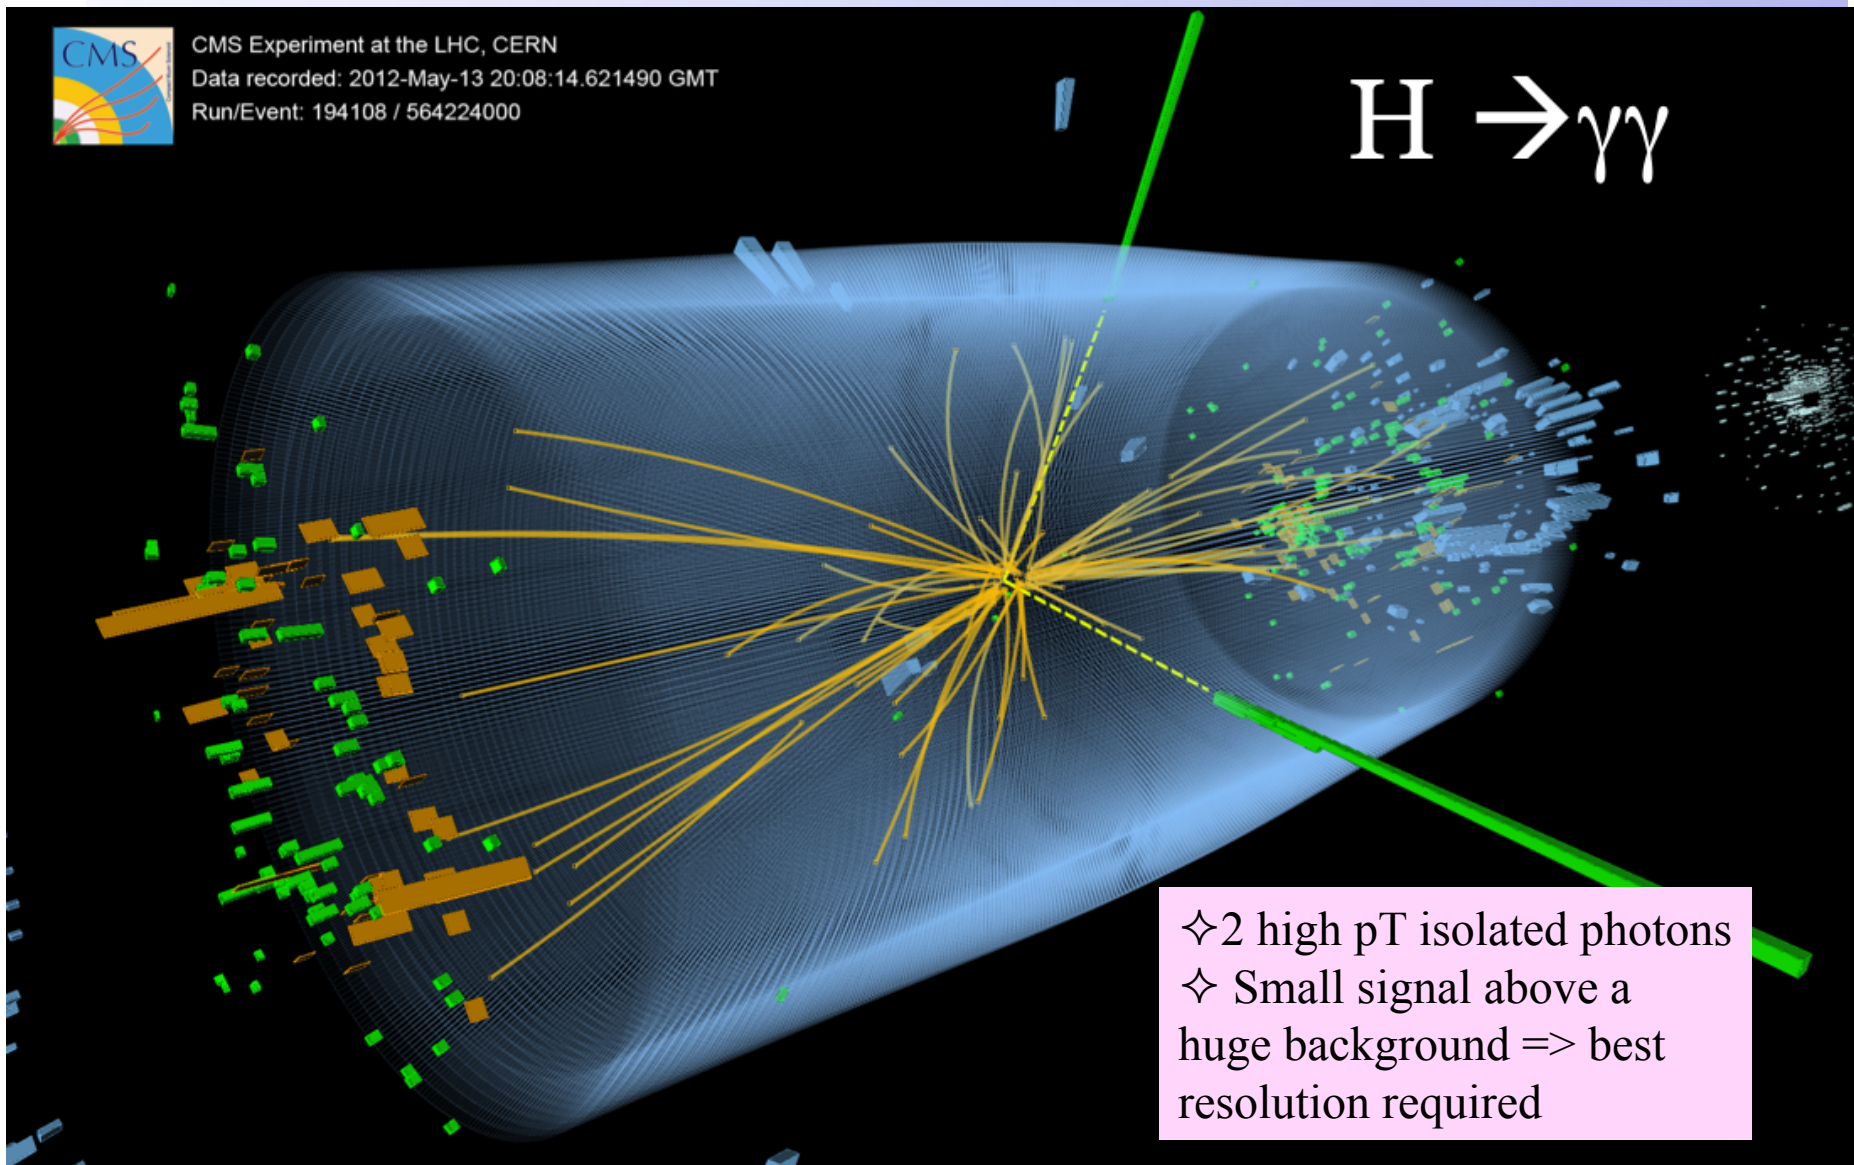 CMS
CMS Experiment at the LHC, CERN
Data recorded: 2012-May-13 20:08:14.621490 GMT
Run/Event: 194108 / 564224000
H → γγ
✧2 high pT isolated photons
✧ Small signal above a
huge background => best
resolution required